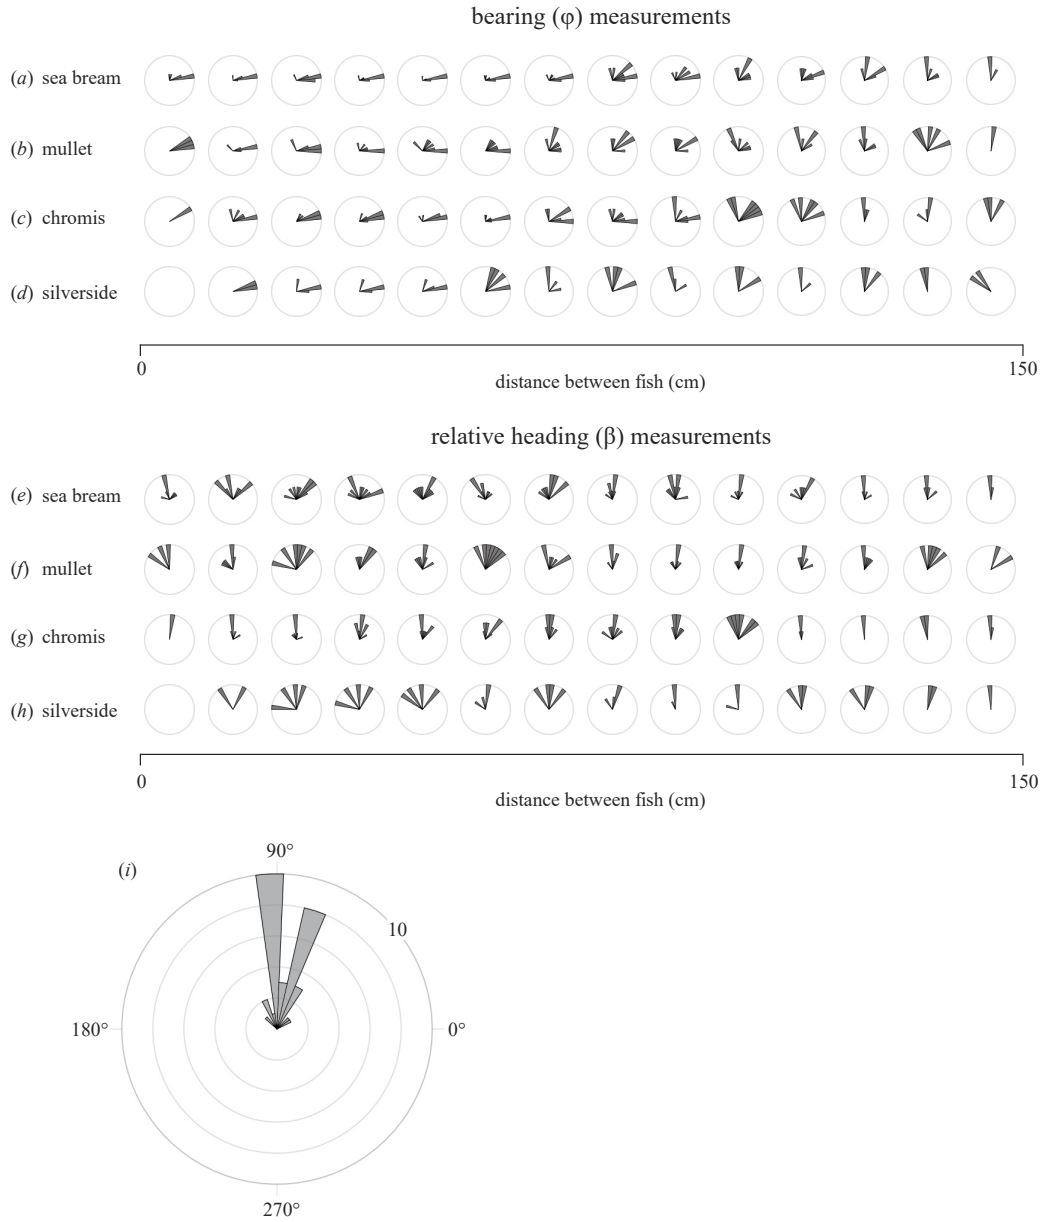 bearing (φ) measurements
(a) sea bream
(b) mullet
(c) chromis
(d) silverside
0 150
distance between fish (cm)
relative heading (β) measurements
(e) sea bream
(f) mullet
(g) chromis
(h) silverside
0 150
distance between fish (cm)
(i)
90°
10
180° 0°
270°